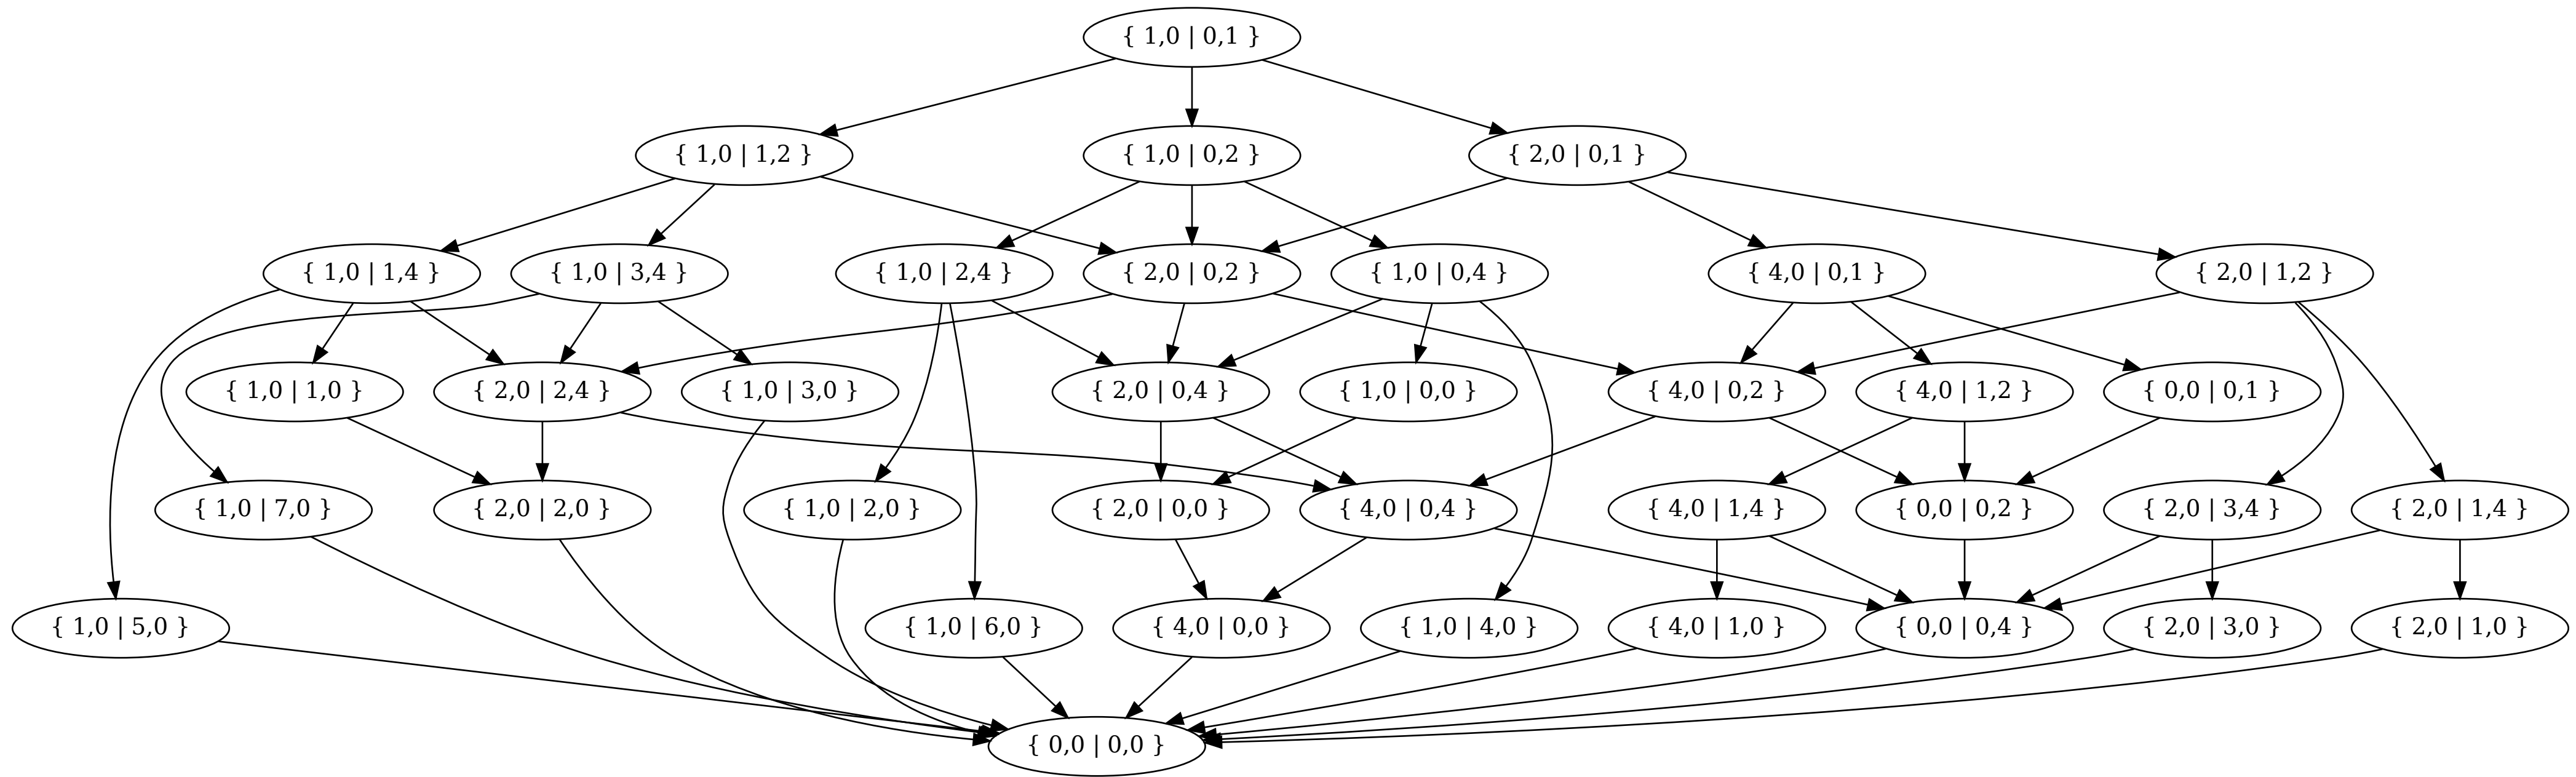 { 1,0 | 0,1 }
{ 1,0 | 1,2 }
{ 1,0 | 0,2 }
{ 2,0 | 0,1 }
{ 1,0 | 1,4 }
{ 1,0 | 3,4 }
{ 1,0 | 2,4 }
{ 2,0 | 0,2 }
{ 1,0 | 0,4 }
{ 4,0 | 0,1 }
{ 2,0 | 1,2 }
{ 1,0 | 1,0 }
{ 2,0 | 2,4 }
{ 1,0 | 3,0 }
{ 2,0 | 0,4 }
{ 1,0 | 0,0 }
{ 4,0 | 0,2 }
{ 4,0 | 1,2 }
{ 0,0 | 0,1 }
{ 1,0 | 7,0 }
{ 2,0 | 2,0 }
{ 1,0 | 2,0 }
{ 2,0 | 0,0 }
{ 4,0 | 0,4 }
{ 4,0 | 1,4 }
{ 0,0 | 0,2 }
{ 2,0 | 3,4 }
{ 2,0 | 1,4 }
{ 1,0 | 5,0 }
{ 1,0 | 6,0 }
{ 4,0 | 0,0 }
{ 1,0 | 4,0 }
{ 4,0 | 1,0 }
{ 0,0 | 0,4 }
{ 2,0 | 3,0 }
{ 2,0 | 1,0 }
{ 0,0 | 0,0 }